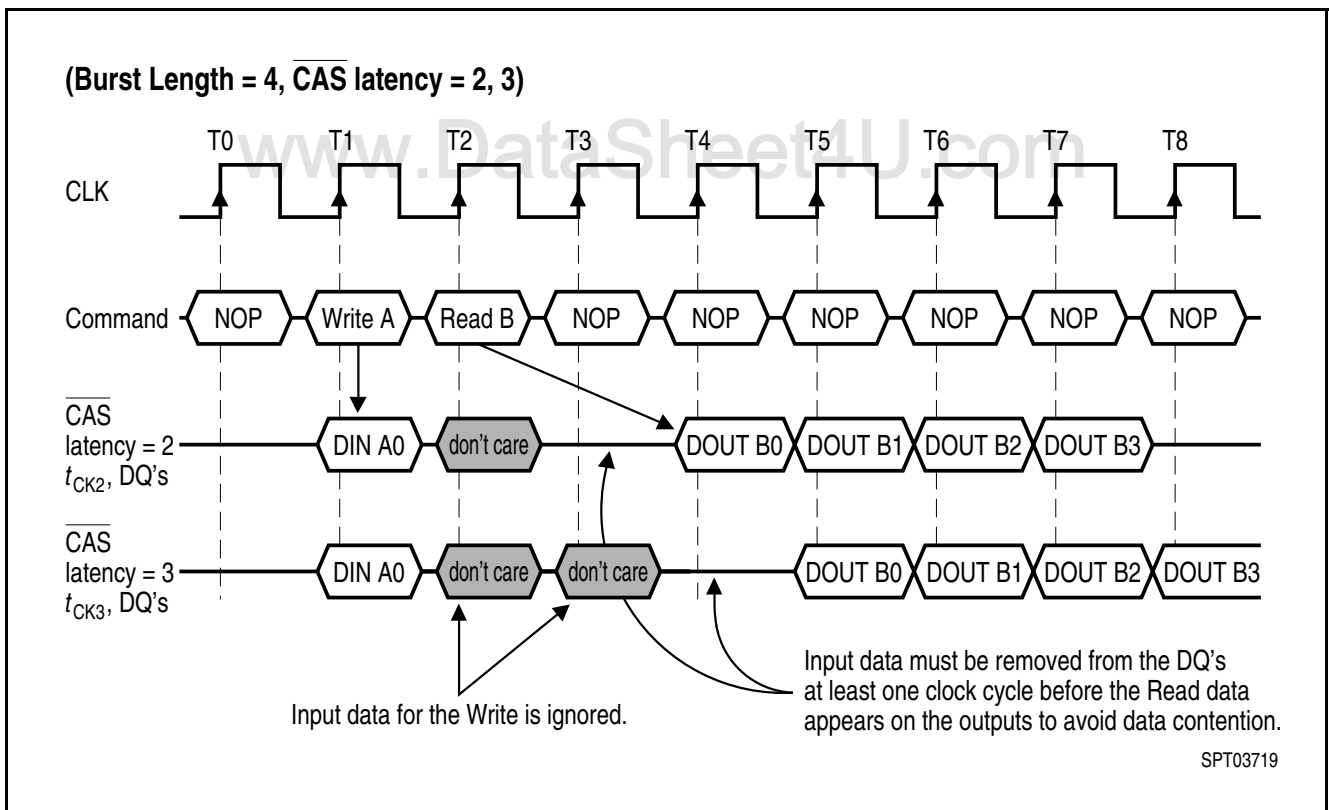 (Burst Length = 4, CAS latency = 2, 3)
www.DataSheet4U.com
T0 T1 T2 T3 T4 T5 T6 T7 T8
CLK
Command NOP Write A Read B NOP NOP NOP NOP NOP NOP
CAS
latency = 2 DIN A0 don't care DOUT B0 DOUT B1 DOUT B2 DOUT B3
tCK2, DQ's
CAS
latency = 3 DIN A0 don't care don't care DOUT B0 DOUT B1 DOUT B2 DOUT B3
tCK3, DQ's
Input data for the Write is ignored.
Input data must be removed from the DQ's
at least one clock cycle before the Read data
appears on the outputs to avoid data contention.
SPT03719